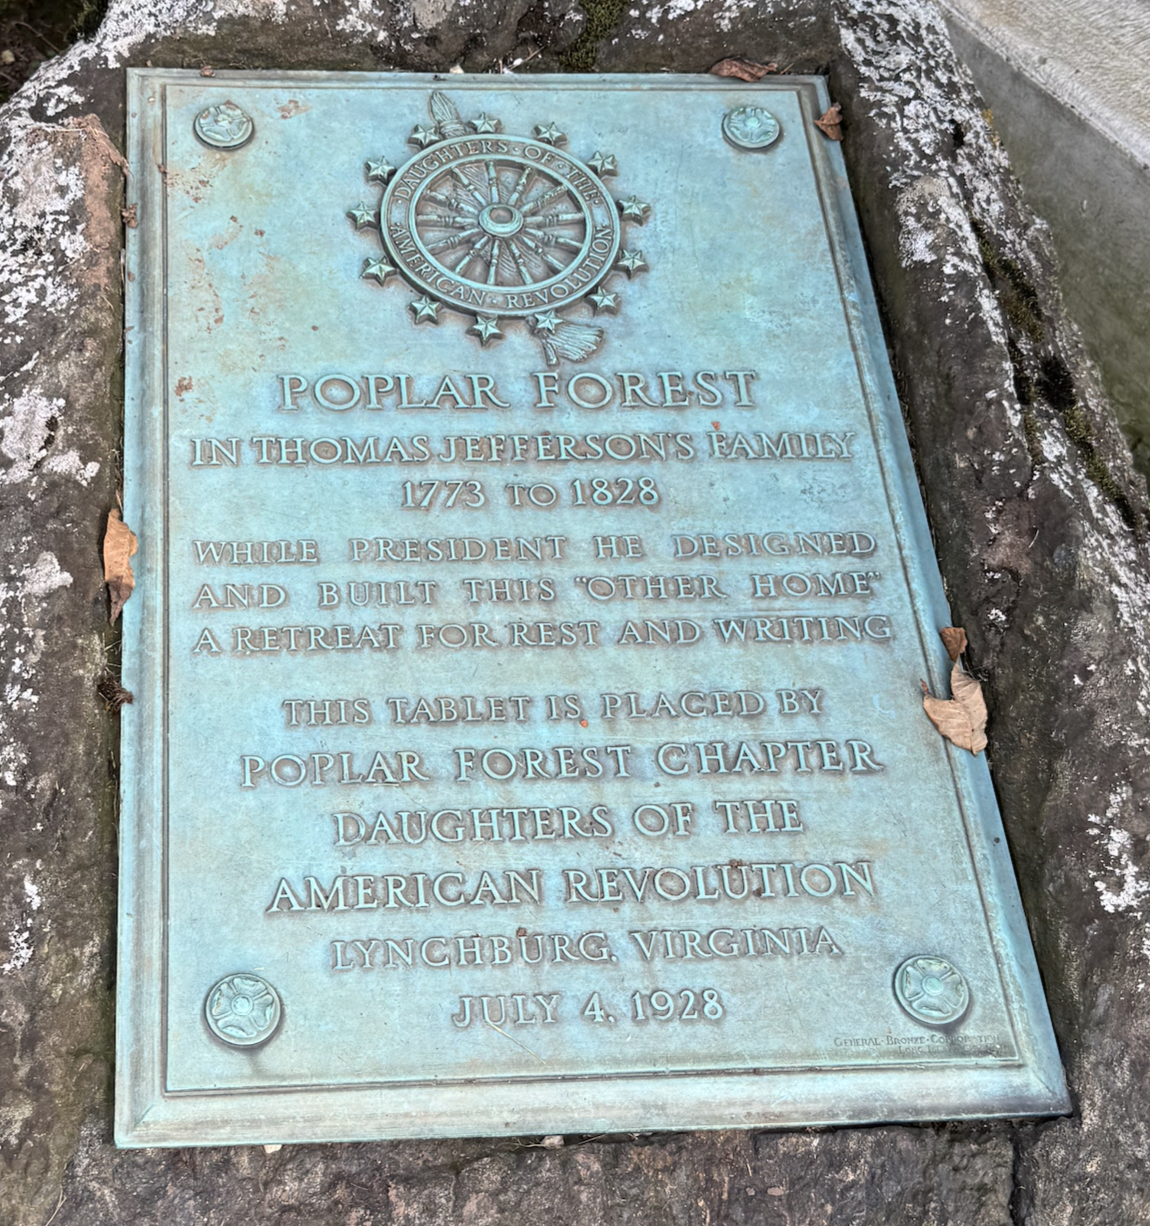 DAUGHTERS · OF · THE
AMERICAN · REVOLUTION
POPLAR FOREST
IN THOMAS JEFFERSON'S FAMILY
1773 TO 1828
WHILE PRESIDENT HE DESIGNED
AND BUILT THIS "OTHER HOME"
A RETREAT FOR REST AND WRITING
THIS TABLET IS PLACED BY
POPLAR FOREST CHAPTER
DAUGHTERS OF THE
AMERICAN REVOLUTION
LYNCHBURG, VIRGINIA
JULY 4, 1928
GENERAL · BRONZE · CORPORATION